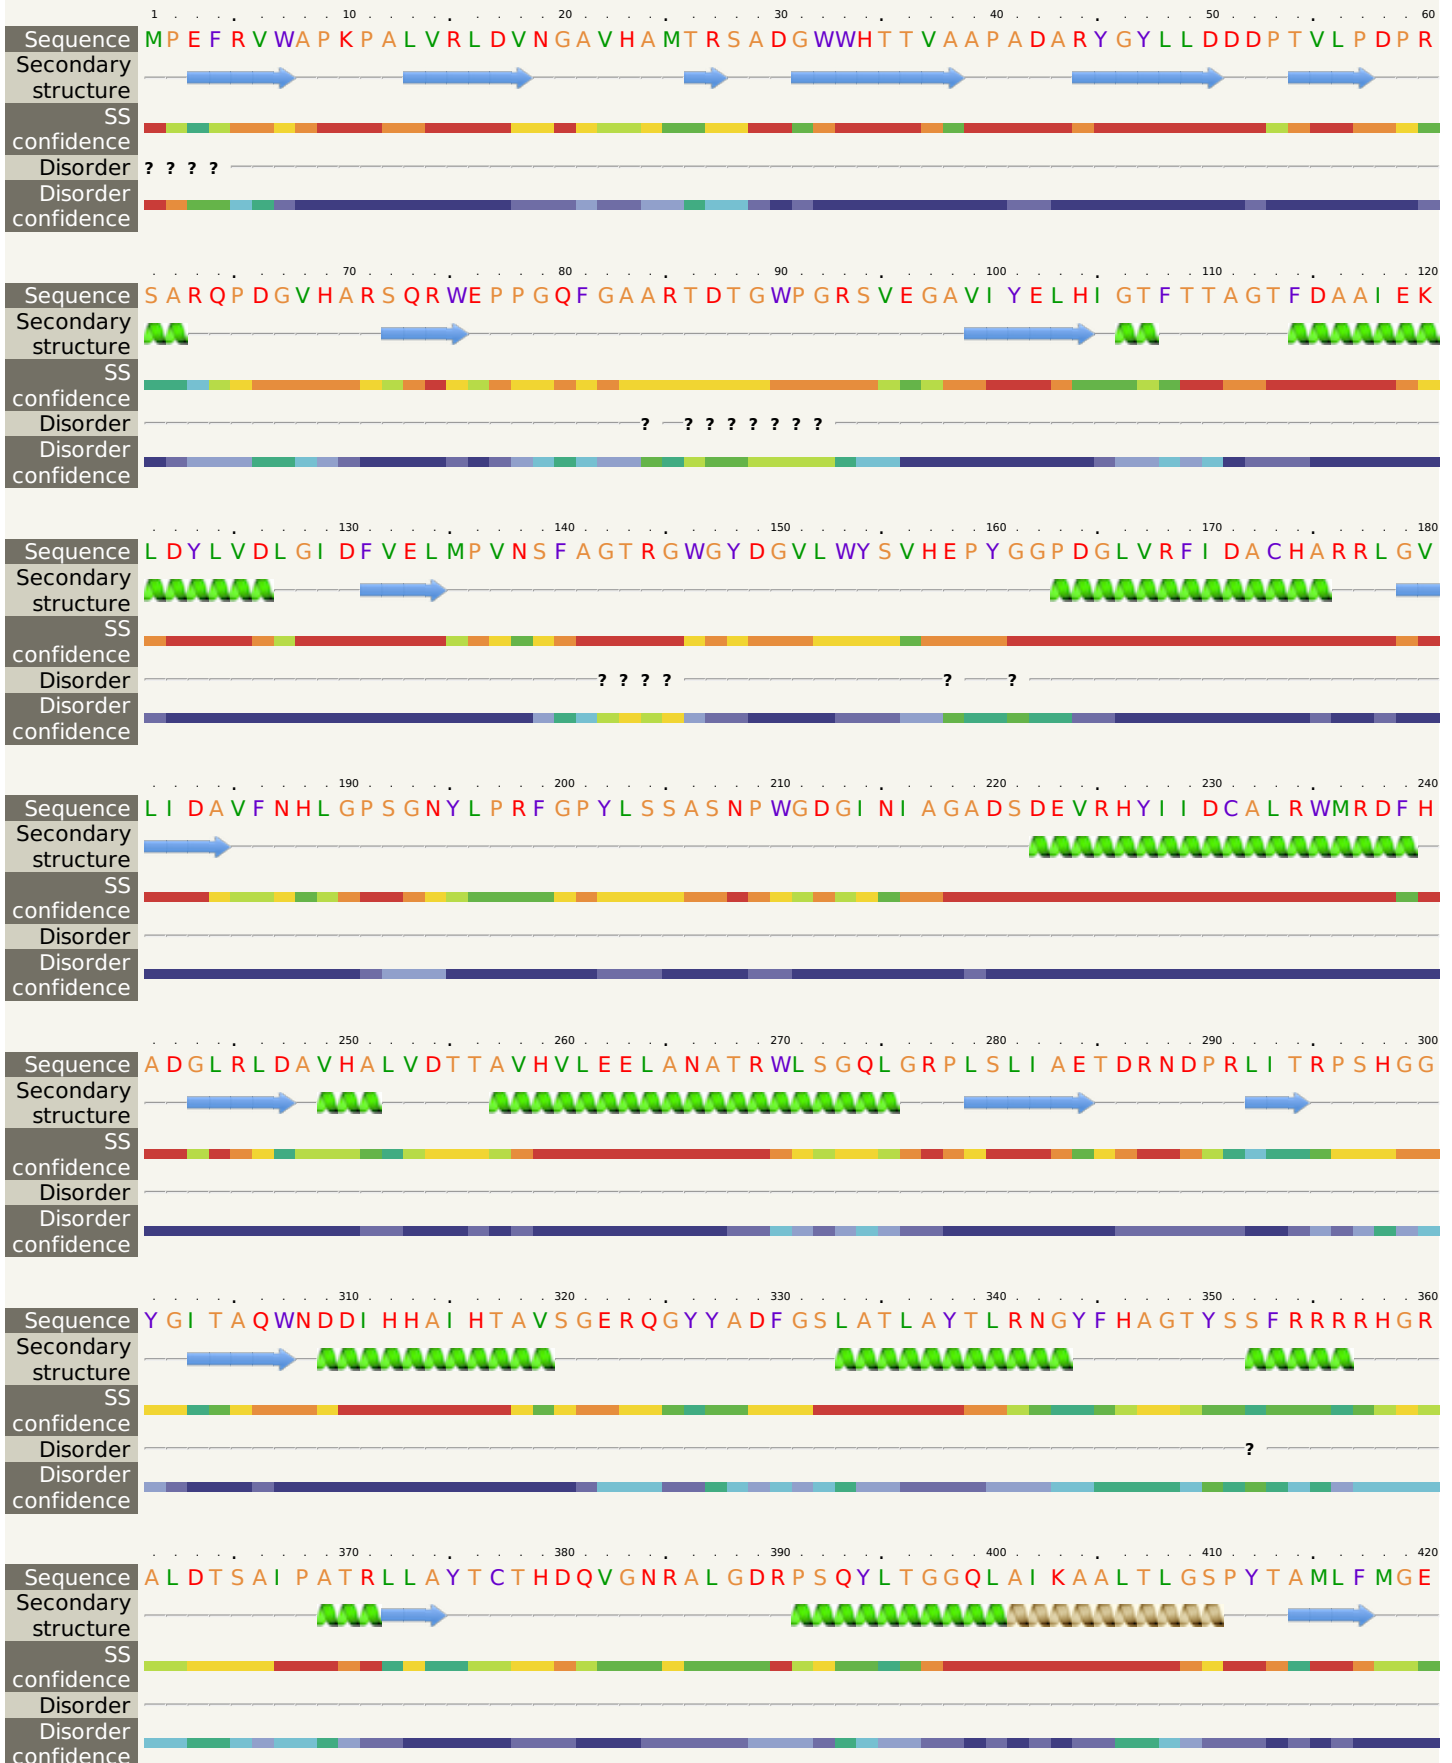 1 10 20 30 40 50 60
Sequence MPEFRVWAPKPALVRLDVNGAVHAMTRSADGWWHTTVAAPADARYGYLLDDDPTVLPDPR
Secondary
structure
SS
confidence
Disorder ? ? ? ?
Disorder
confidence
70 80 90 100 110 120
Sequence SARQPDGVHARSQRWEPPGQFGAARTDTGWPGRSVEGAVIYELHIGTFTTAGTFDAAIEK
Secondary
structure
SS
confidence
Disorder ? ? ? ? ? ? ? ?
Disorder
confidence
130 140 150 160 170 180
Sequence LDYLVDLGIDFVELMPVNSFAGTRGWGYDGVLWYSVHEPYGGPDGLVRFIDACHARRLGV
Secondary
structure
SS
confidence
Disorder ? ? ? ? ? ?
Disorder
confidence
190 200 210 220 230 240
Sequence LIDAVFNHLGPSGNYLPRFGPYLSSASNPWGDGINIAGADSDEVRHYIIDCALRWMRDFH
Secondary
structure
SS
confidence
Disorder
Disorder
confidence
250 260 270 280 290 300
Sequence ADGLRLDAVHALVDTTAVHVLEELANATRWLSGQLGRPLSLIAETDRNDPRLITRPSHGG
Secondary
structure
SS
confidence
Disorder
Disorder
confidence
310 320 330 340 350 360
Sequence YGITAQWNDDIHHAIHTAVSGERQGYYADFGSLATLAYTLRNGYFHAGTYSSFRRRRHGR
Secondary
structure
SS
confidence
Disorder ?
Disorder
confidence
370 380 390 400 410 420
Sequence ALDTSAIPATRLLAYTCTHDQVGNRALGDRPSQYLTGGQLAIKAALTLGSPYTAMLFMGE
Secondary
structure
SS
confidence
Disorder
Disorder
confidence